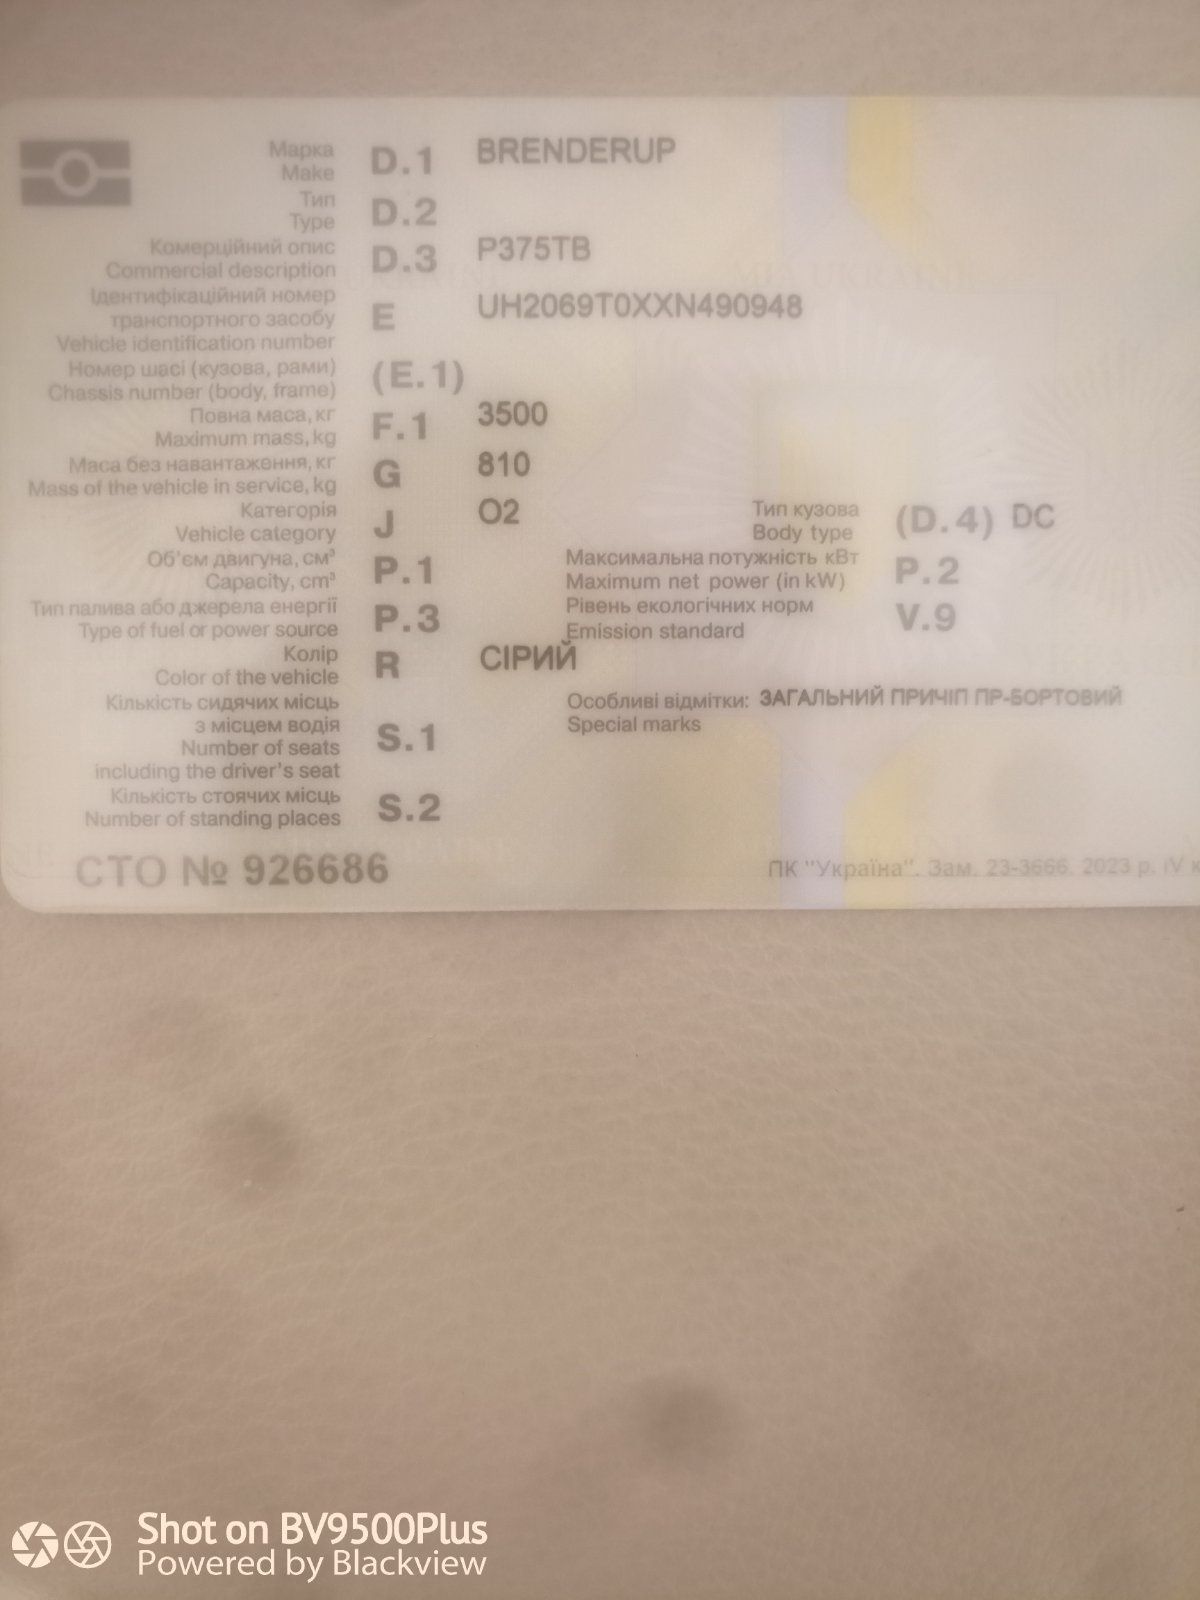 Марка D.1 BRENDERUP
Make
Тип D.2
Type
Комерційний опис D.3 P375TB
Commercial description
Ідентифікаційний номер
транспортного засобу E UH2069T0XXN490948
Vehicle identification number
Номер шасі (кузова, рами) (E.1)
Chassis number (body, frame)
Повна маса, кг F.1 3500
Maximum mass, kg
Маса без навантаження, кг G 810
Mass of the vehicle in service, kg
Категорія J O2 Тип кузова (D.4) DC
Vehicle category Body type
Об'єм двигуна, см³ P.1 Максимальна потужність кВт P.2
Capacity, cm³ Maximum net power (in kW)
Тип палива або джерела енергії P.3 Рівень екологічних норм V.9
Type of fuel or power source Emission standard
Колір R СІРИЙ
Color of the vehicle
Кількість сидячих місць Особливі відмітки: ЗАГАЛЬНИЙ ПРИЧІП ПР-БОРТОВИЙ
з місцем водія S.1 Special marks
Number of seats
including the driver's seat
Кількість стоячих місць S.2
Number of standing places
СТО № 926686 ПК "Україна". Зам. 23-3666. 2023 р. IV к
Shot on BV9500Plus
Powered by Blackview